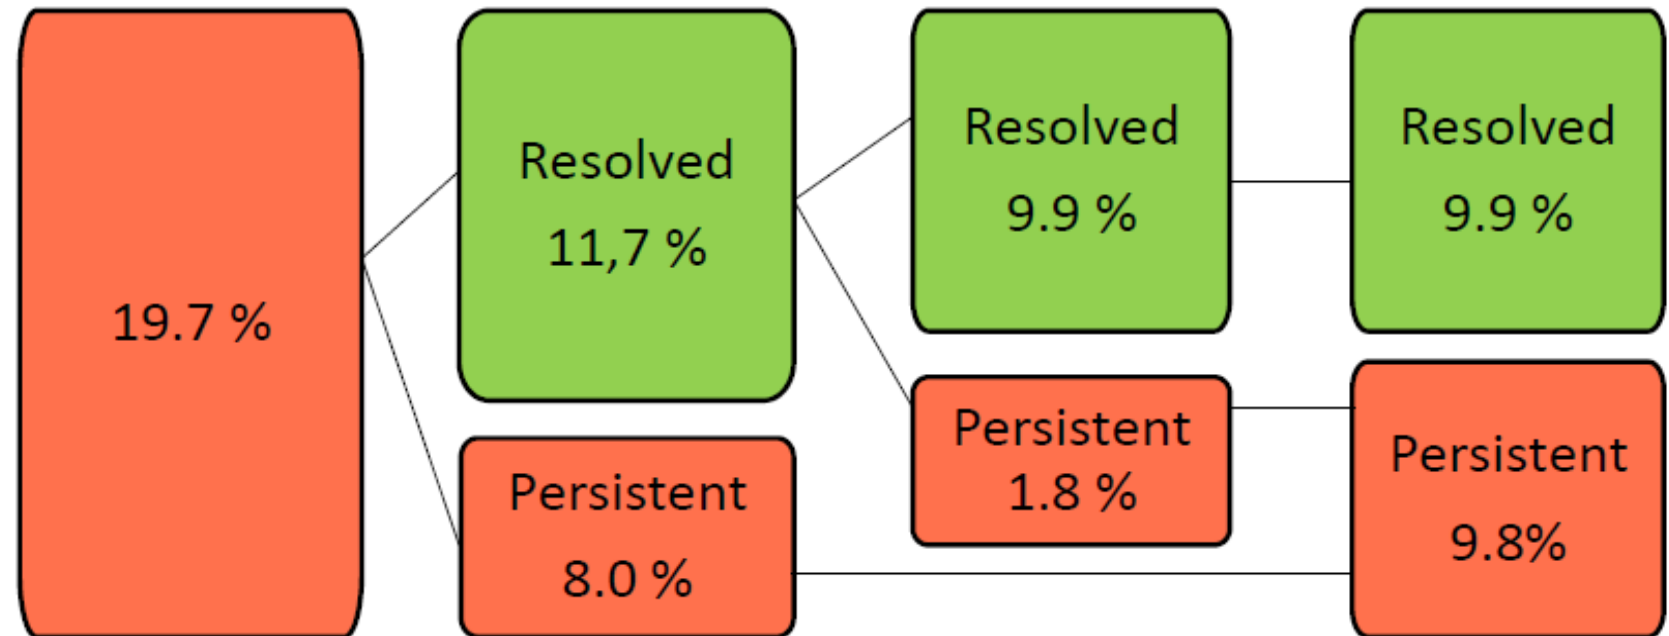 19.7 %
Resolved
11,7 %
Persistent
8.0 %
Resolved
9.9 %
Persistent
1.8 %
Resolved
9.9 %
Persistent
9.8%